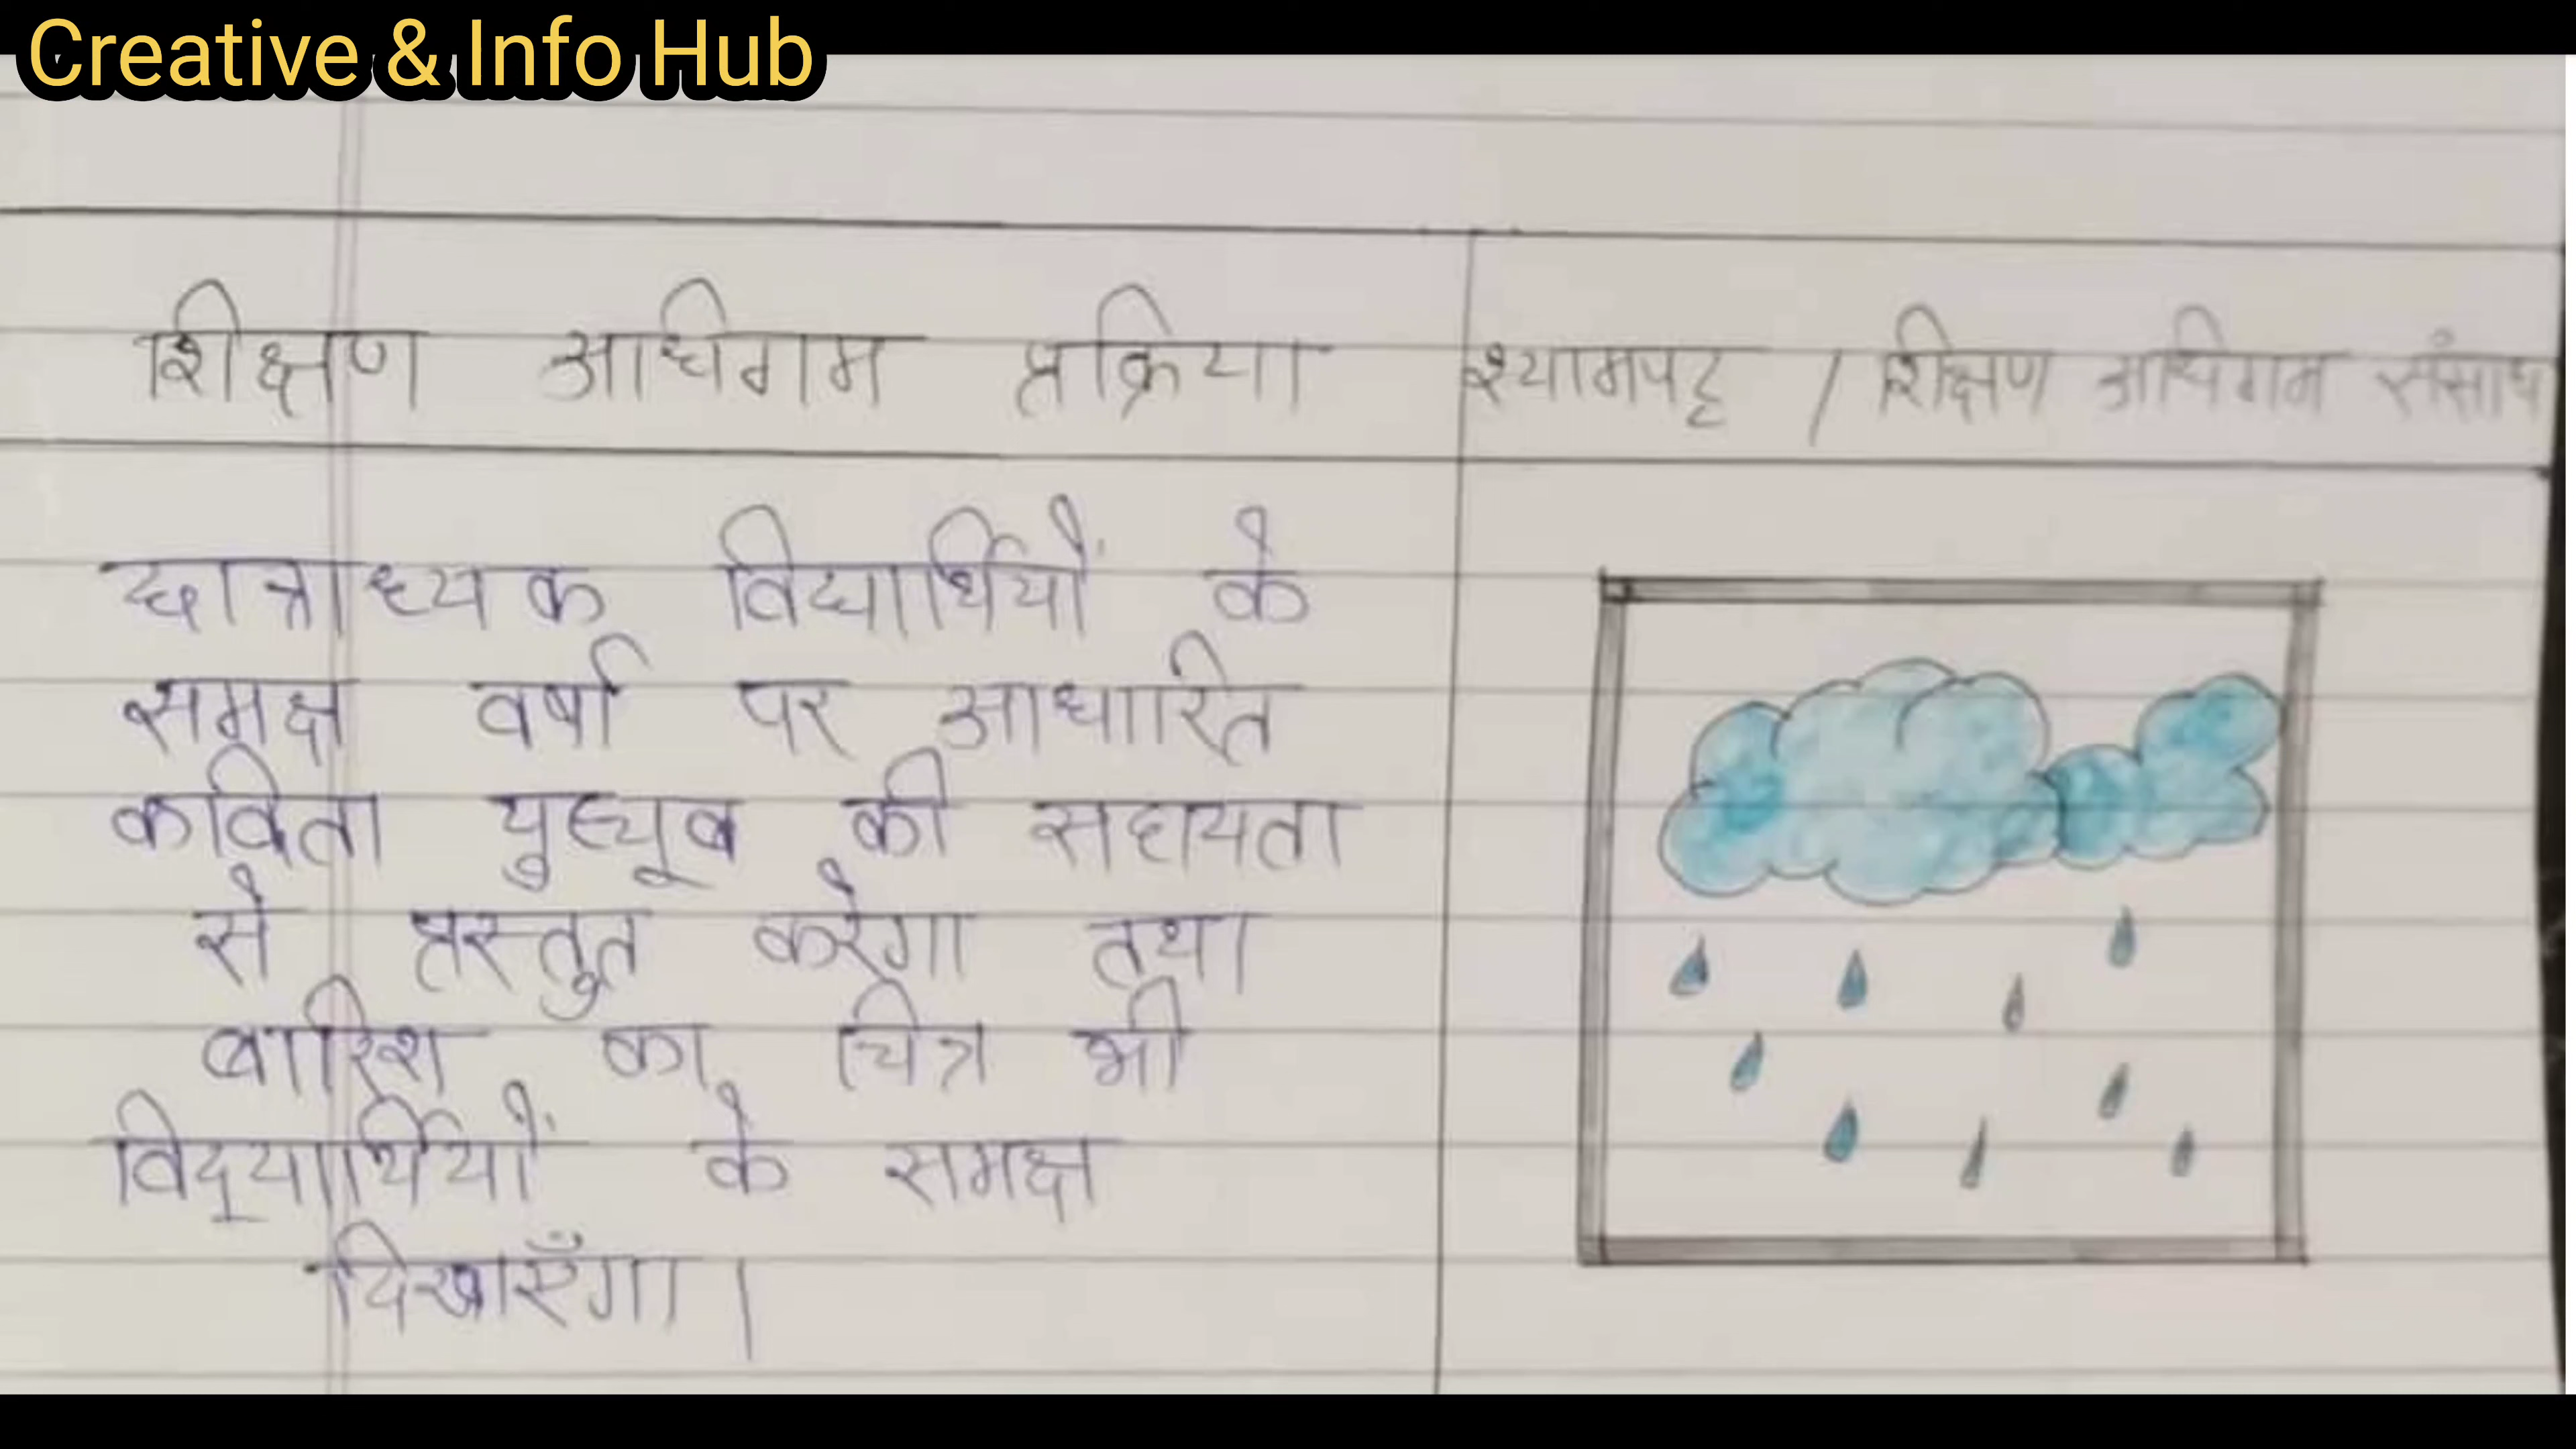 Creative & Info Hub
शिक्षण अधिगम प्रक्रिया
श्यामपट्ट / शिक्षण अधिगम संसाध
छात्राध्यक विद्यार्थियों के
समक्ष वर्षा पर आधारित
कविता युट्यूब की सहायता
से प्रस्तुत करेगा तथा
बारिश का चित्र भी
विद्यार्थियों के समक्ष
दिखाएँगा।